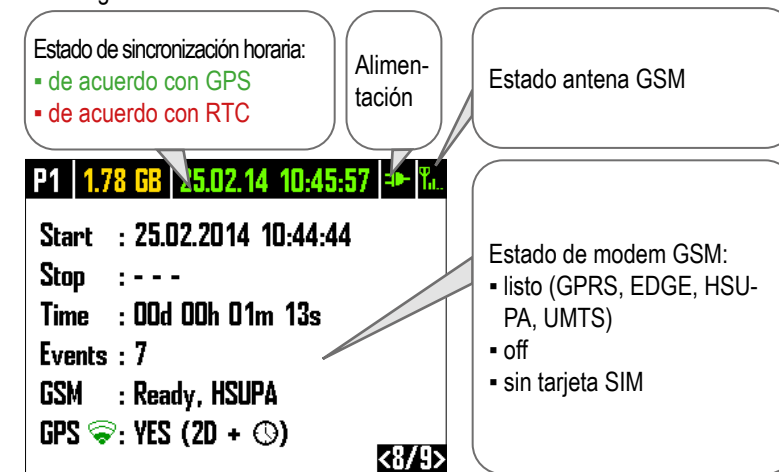 Estado de sincronización horaria:
▪ de acuerdo con GPS
▪ de acuerdo con RTC
Alimen-
tación
Estado antena GSM
P1 1.78 GB 25.02.14 10:45:57
Start : 25.02.2014 10:44:44
Stop : - - -
Time : 00d 00h 01m 13s
Events : 7
GSM : Ready, HSUPA
GPS : YES (2D + )
<8/9>
Estado de modem GSM:
▪ listo (GPRS, EDGE, HSU-
PA, UMTS)
▪ off
▪ sin tarjeta SIM